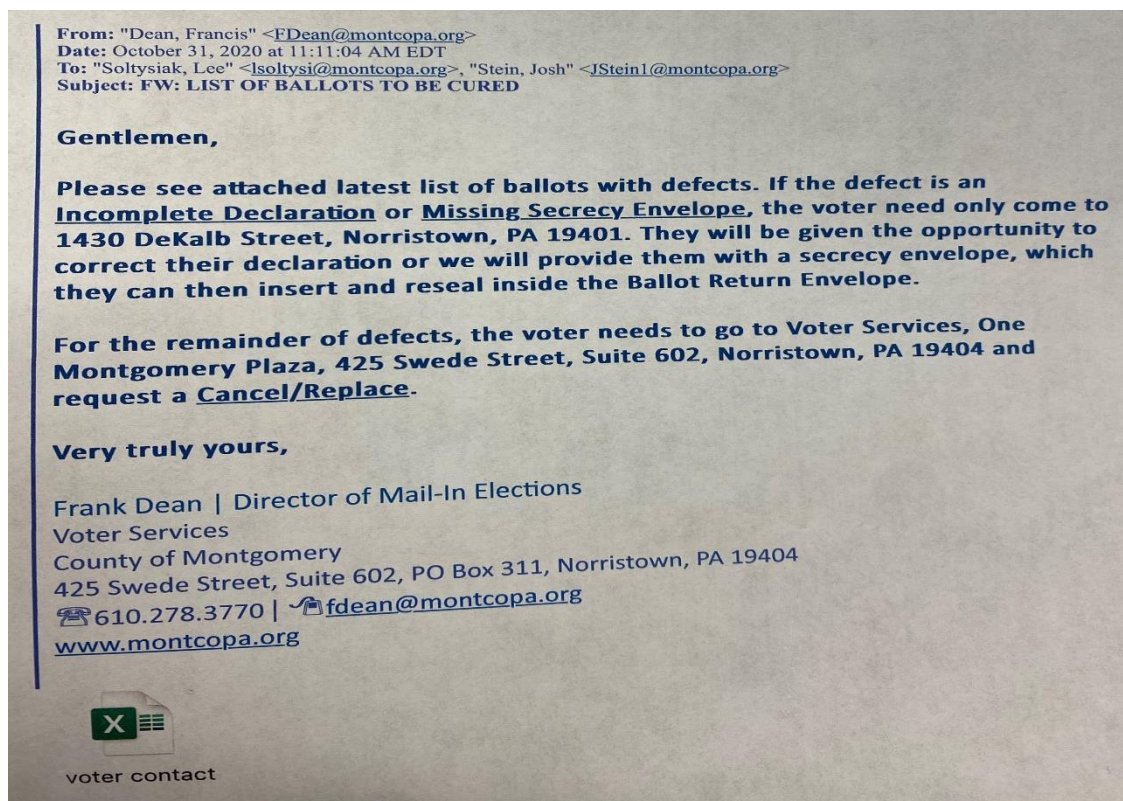 From: "Dean, Francis" <FDean@montcopa.org>
Date: October 31, 2020 at 11:11:04 AM EDT
To: "Soltysiak, Lee" <lsoltysi@montcopa.org>, "Stein, Josh" <JStein1@montcopa.org>
Subject: FW: LIST OF BALLOTS TO BE CURED
Gentlemen,
Please see attached latest list of ballots with defects. If the defect is an
Incomplete Declaration or Missing Secrecy Envelope, the voter need only come to
1430 DeKalb Street, Norristown, PA 19401. They will be given the opportunity to
correct their declaration or we will provide them with a secrecy envelope, which
they can then insert and reseal inside the Ballot Return Envelope.
For the remainder of defects, the voter needs to go to Voter Services, One
Montgomery Plaza, 425 Swede Street, Suite 602, Norristown, PA 19404 and
request a Cancel/Replace.
Very truly yours,
Frank Dean | Director of Mail-In Elections
Voter Services
County of Montgomery
425 Swede Street, Suite 602, PO Box 311, Norristown, PA 19404
☎610.278.3770 | fdean@montcopa.org
www.montcopa.org
X
voter contact